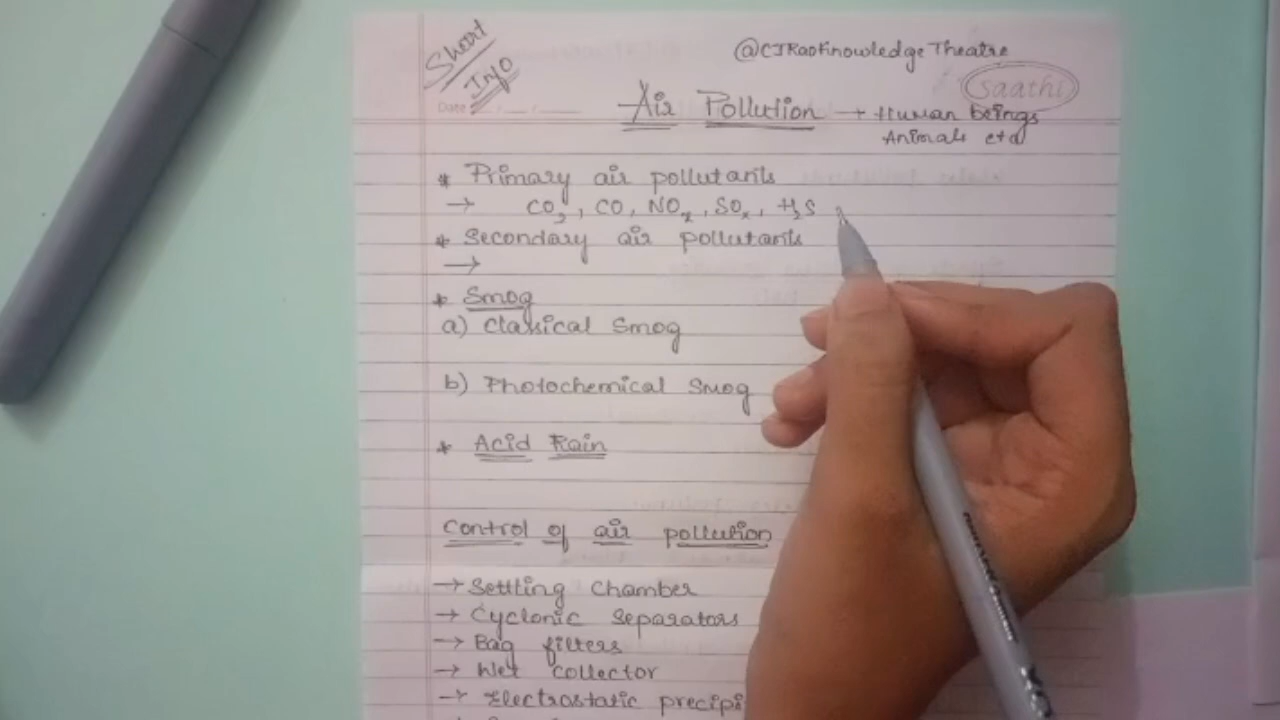 Short
Info
@CJRaoKnowledgeTheatre
saathi
Date
Air Pollution → Human beings
Animals etc
* Primary air pollutants
→ CO₂, CO, NOₓ, SOₓ, H₂S
* Secondary air pollutants
→
* Smog
a) Classical Smog
b) Photochemical Smog
* Acid Rain
Control of air pollution
→ Settling Chamber
→ Cyclonic Separators
→ Bag filters
→ Wet collector
→ Electrostatic precipi